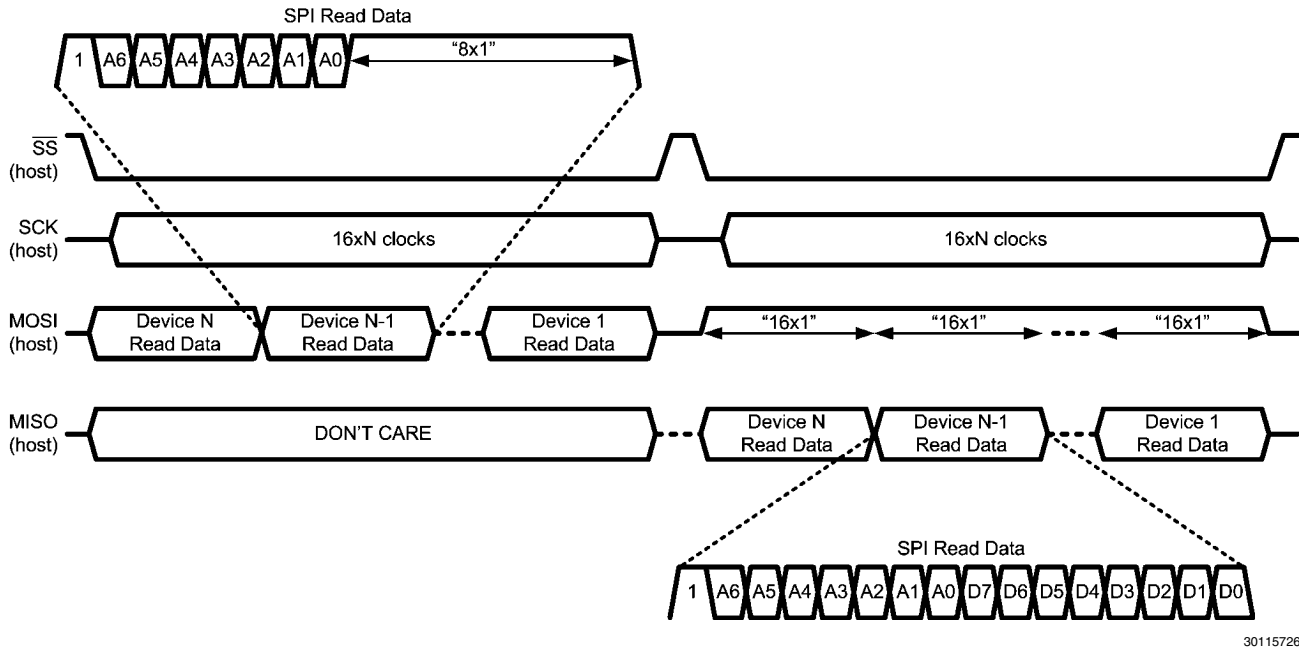 SPI Read Data
1 A6 A5 A4 A3 A2 A1 A0 “8x1”
SS
(host)
SCK
(host)
16xN clocks 16xN clocks
MOSI
(host)
Device N
Read Data
Device N-1
Read Data
Device 1
Read Data
“16x1” “16x1” “16x1”
MISO
(host)
DON'T CARE
Device N
Read Data
Device N-1
Read Data
Device 1
Read Data
SPI Read Data
1 A6 A5 A4 A3 A2 A1 A0 D7 D6 D5 D4 D3 D2 D1 D0
30115726